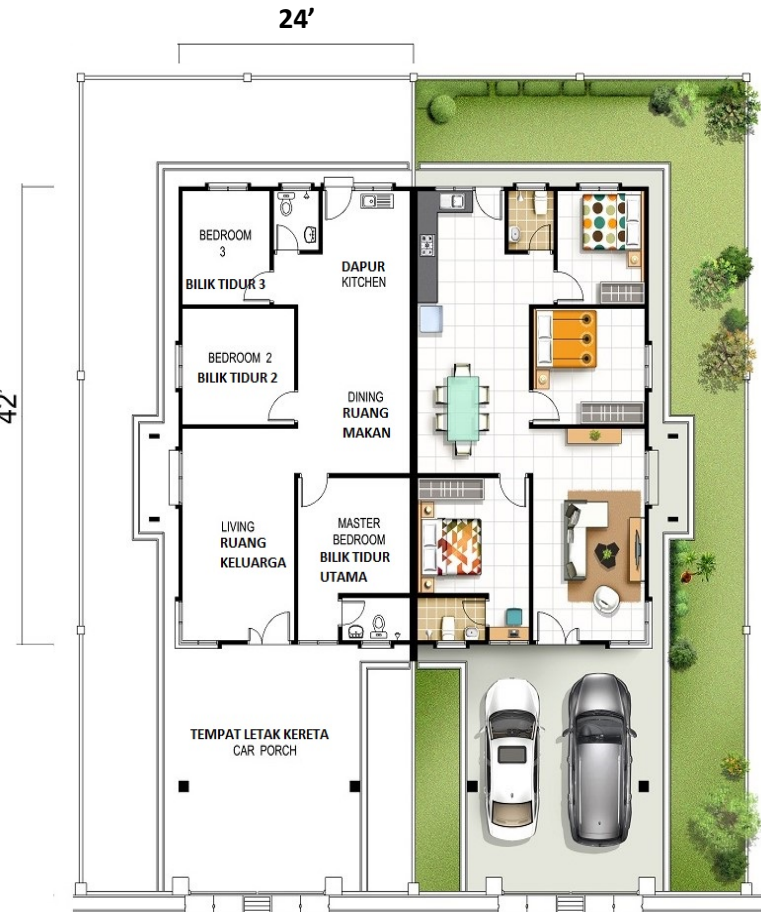 24'
42'
BEDROOM
3
BILIK TIDUR 3
DAPUR
KITCHEN
BEDROOM 2
BILIK TIDUR 2
DINING
RUANG
MAKAN
LIVING
RUANG
KELUARGA
MASTER
BEDROOM
BILIK TIDUR
UTAMA
TEMPAT LETAK KERETA
CAR PORCH